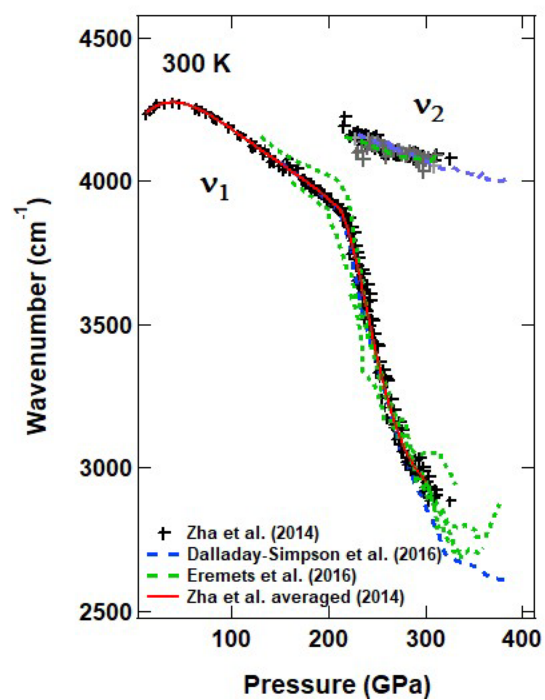 4500
300 K
ν2
4000
ν1
3500
3000
2500
Wavenumber (cm-1)
Zha et al. (2014)
Dalladay-Simpson et al. (2016)
Eremets et al. (2016)
Zha et al. averaged (2014)
100 200 300 400
Pressure (GPa)